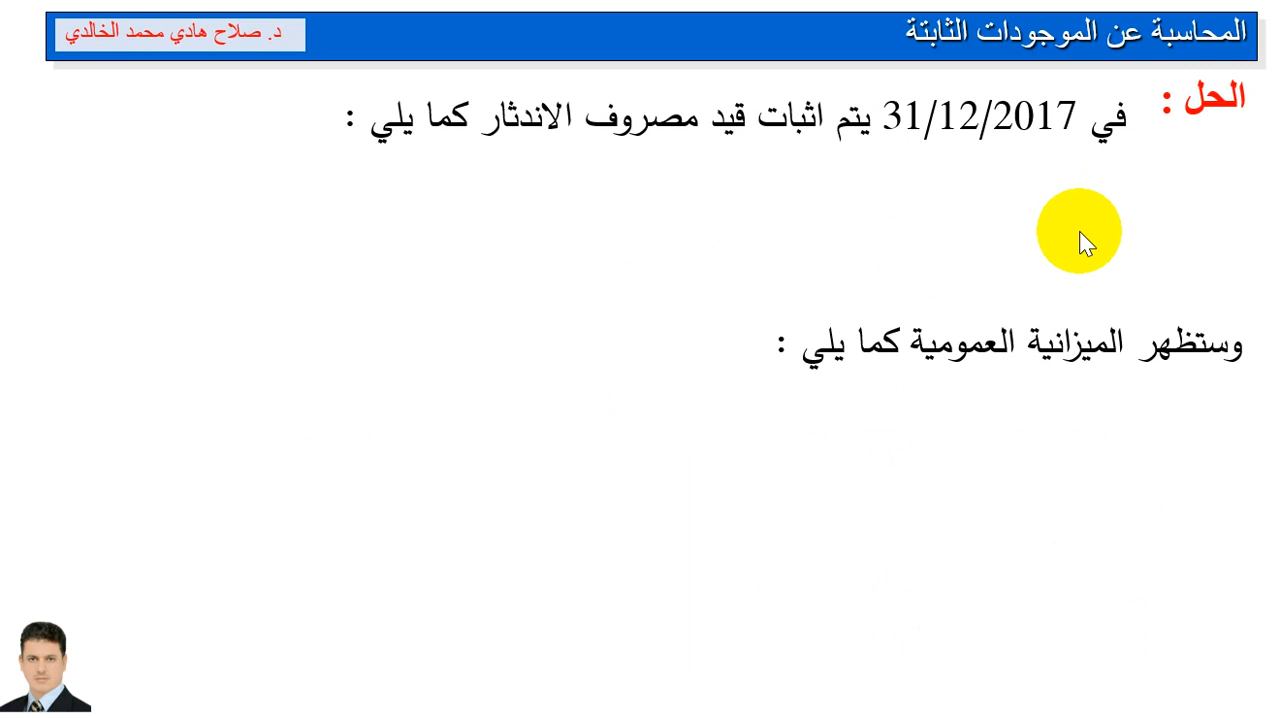 المحاسبة عن الموجودات الثابتة
د. صلاح هادي محمد الخالدي
الحل :
في 31/12/2017 يتم اثبات قيد مصروف الاندثار كما يلي :
وستظهر الميزانية العمومية كما يلي :